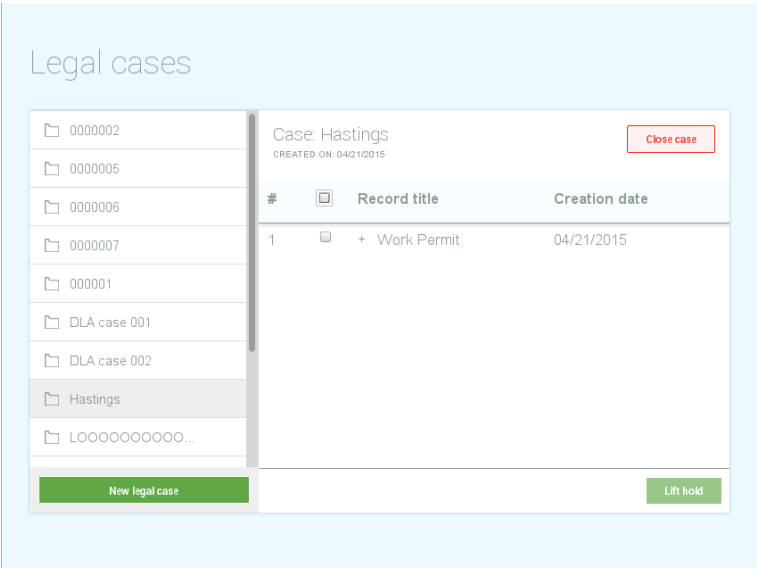 Legal cases
0000002
0000005
0000006
0000007
000001
DLA case 001
DLA case 002
Hastings
LOOOOOOOOOO...
New legal case
Case: Hastings
CREATED ON: 04/21/2015
Close case
# Record title Creation date
1 + Work Permit 04/21/2015
Lift hold